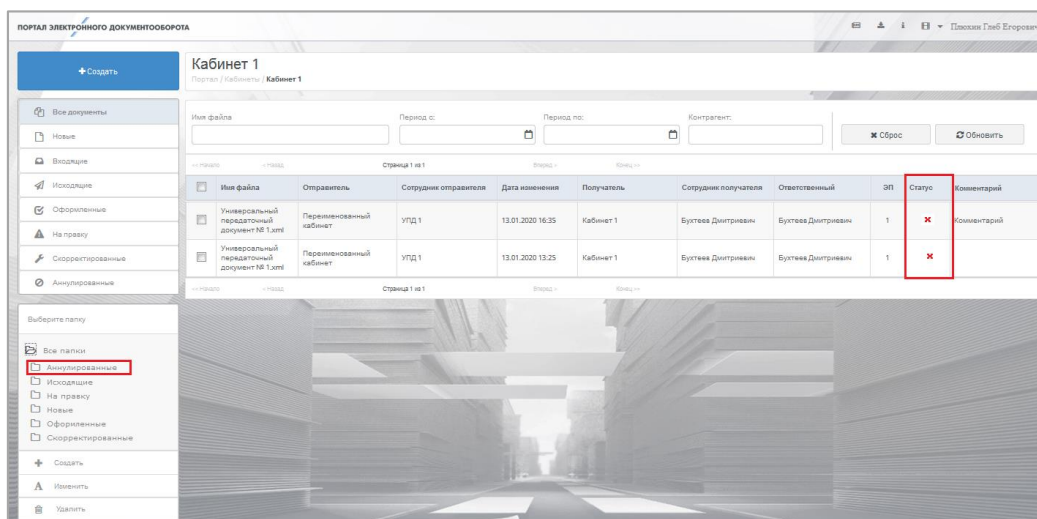 ПОРТАЛ ЭЛЕКТРОННОГО ДОКУМЕНТООБОРОТА
Плюхин Глеб Егорович
+ Создать
Кабинет 1
Портал / Кабинеты / Кабинет 1
Все документы
Новые
Входящие
Исходящие
Оформленные
На правку
Скорректированные
Аннулированные
Имя файла
Период с:
Период по:
Контрагент:
Сброс
Обновить
<< Начало < Назад Страница 1 из 1 Вперед > Конец >>
Имя файла Отправитель Сотрудник отправителя Дата изменения Получатель Сотрудник получателя Ответственный ЭП Статус Комментарий
Универсальный передаточный документ № 1.xml Переименованный кабинет УПД 1 13.01.2020 16:35 Кабинет 1 Бухтеев Дмитриевич Бухтеев Дмитриевич 1 Комментарий
Универсальный передаточный документ № 1.xml Переименованный кабинет УПД 1 13.01.2020 13:25 Кабинет 1 Бухтеев Дмитриевич Бухтеев Дмитриевич 1
<< Начало < Назад Страница 1 из 1 Вперед > Конец >>
Выберите папку
Все папки
Аннулированные
Исходящие
На правку
Новые
Оформленные
Скорректированные
Создать
Изменить
Удалить